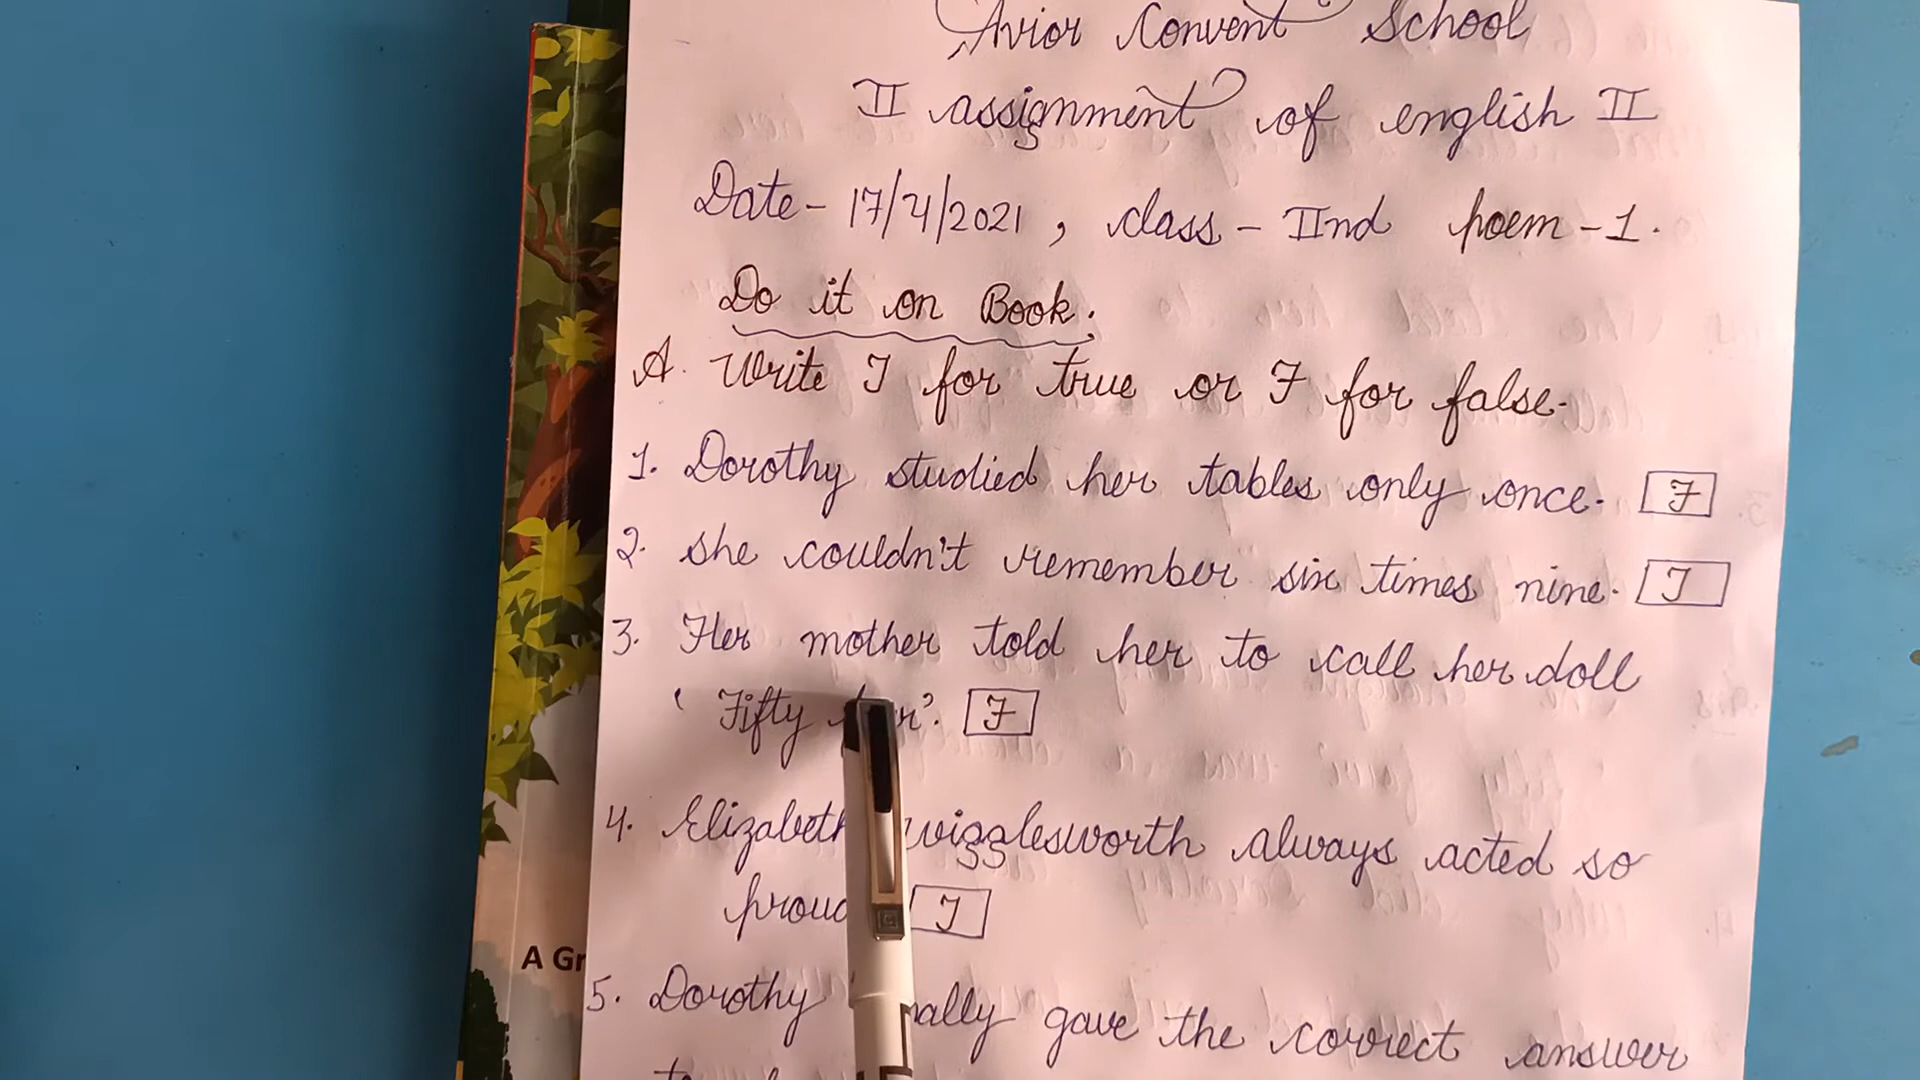 Avior Convent School
II assignment of english II
Date - 17/4/2021, class - IInd poem - 1.
Do it on Book.
A. Write T for true or F for false.
1. Dorothy studied her tables only once. F
2. she couldn't remember six times nine. T
3. Her mother told her to call her doll
' Fifty '. F
4. Elizabeth wigglesworth always acted so
T
5. Dorothy gave the correct answer
A Gr